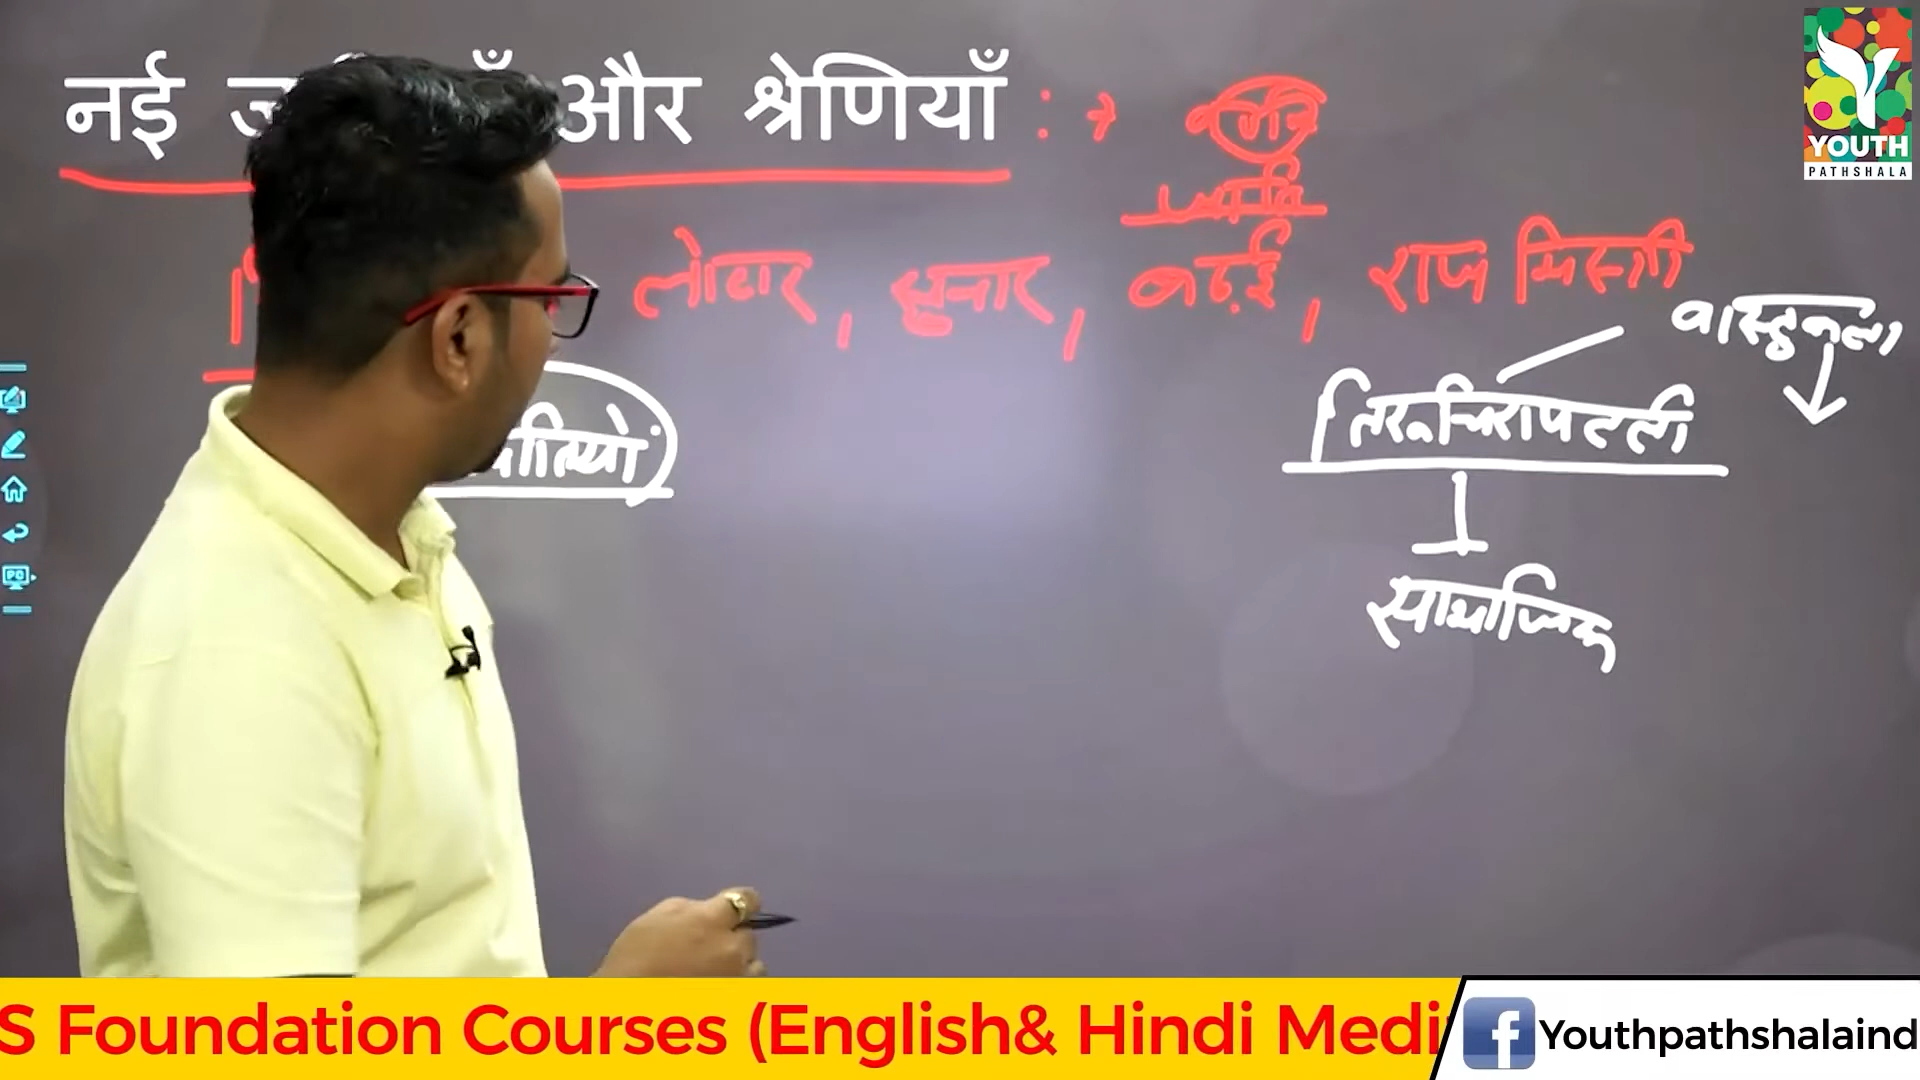 नई और श्रेणियाँ : →
लोहार, सुनार, बढ़ई, राज मिस्त्री
वास्तुकला
तिरुचिरापल्ली
जातियों
सामाजिक
YOUTH
PATHSHALA
S Foundation Courses (English& Hindi Medi
Youthpathshalaind